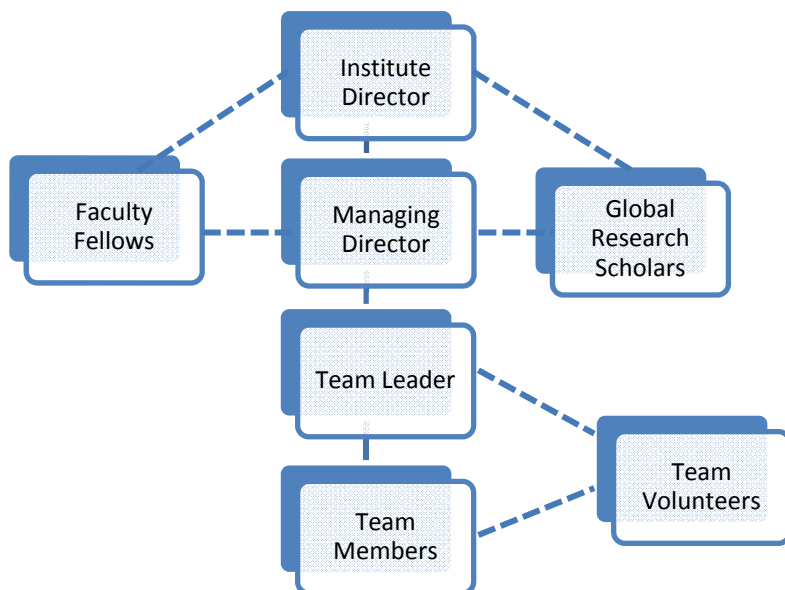 Institute
Director
Faculty
Fellows
Managing
Director
Global
Research
Scholars
Team Leader
Team
Volunteers
Team
Members